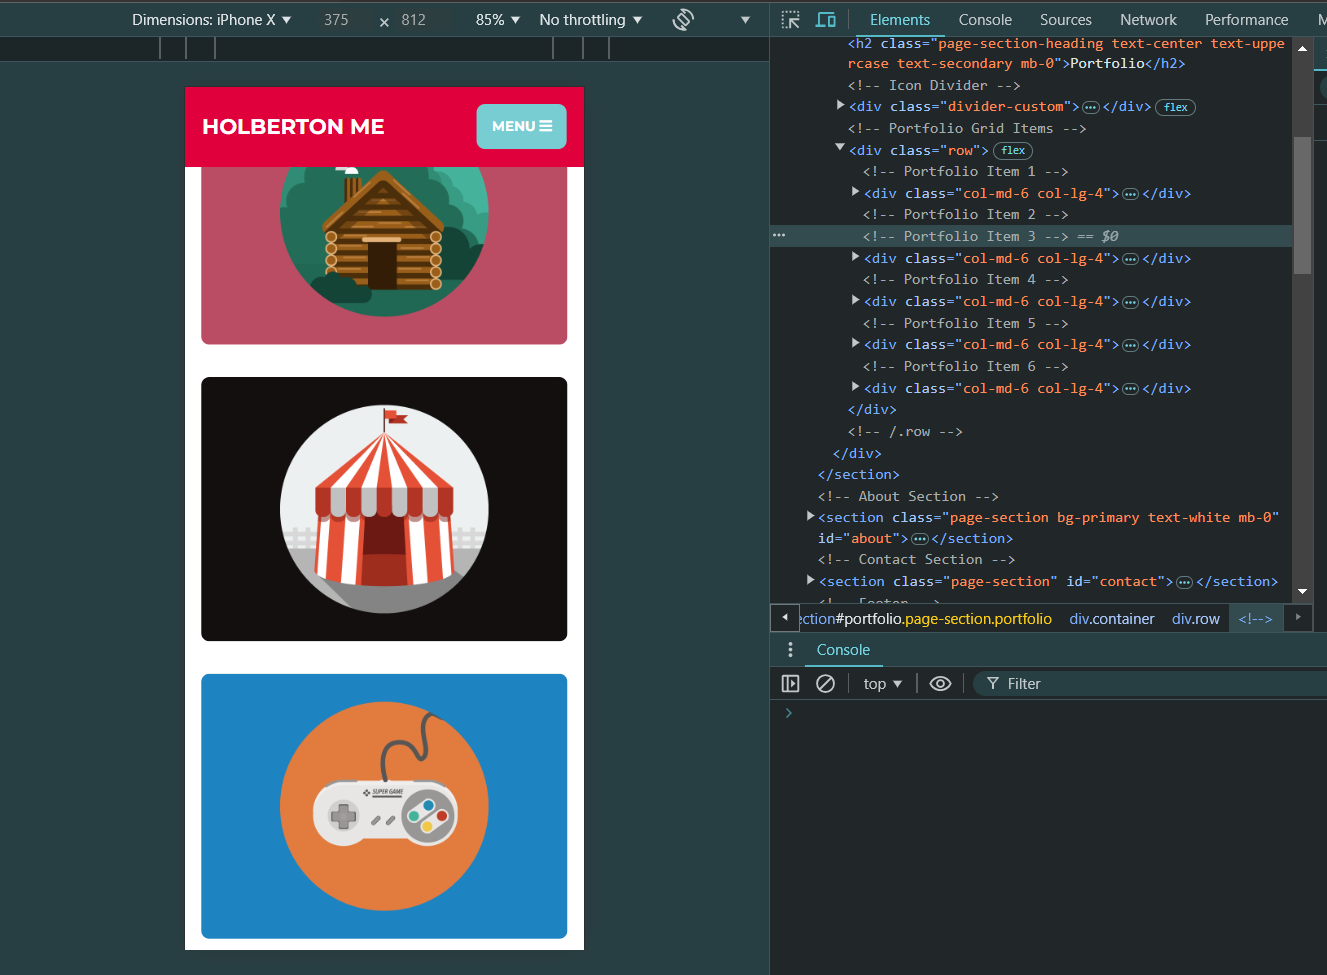 Dimensions: iPhone X ▼ 375 × 812 85% ▼ No throttling ▼ ▼
Elements Console Sources Network Performance M
HOLBERTON ME
MENU ☰
SUPER GAME
<h2 class="page-section-heading text-center text-uppe
rcase text-secondary mb-0">Portfolio</h2>
<!-- Icon Divider -->
▶<div class="divider-custom">…</div> flex
<!-- Portfolio Grid Items -->
▼<div class="row"> flex
<!-- Portfolio Item 1 -->
▶<div class="col-md-6 col-lg-4">…</div>
<!-- Portfolio Item 2 -->
<!-- Portfolio Item 3 --> == $0
▶<div class="col-md-6 col-lg-4">…</div>
<!-- Portfolio Item 4 -->
▶<div class="col-md-6 col-lg-4">…</div>
<!-- Portfolio Item 5 -->
▶<div class="col-md-6 col-lg-4">…</div>
<!-- Portfolio Item 6 -->
▶<div class="col-md-6 col-lg-4">…</div>
</div>
<!-- /.row -->
</div>
</section>
<!-- About Section -->
▶<section class="page-section bg-primary text-white mb-0"
id="about">…</section>
<!-- Contact Section -->
▶<section class="page-section" id="contact">…</section>
<!-- Footer -->
ection#portfolio.page-section.portfolio div.container div.row <!-->
Console
top ▼ Filter